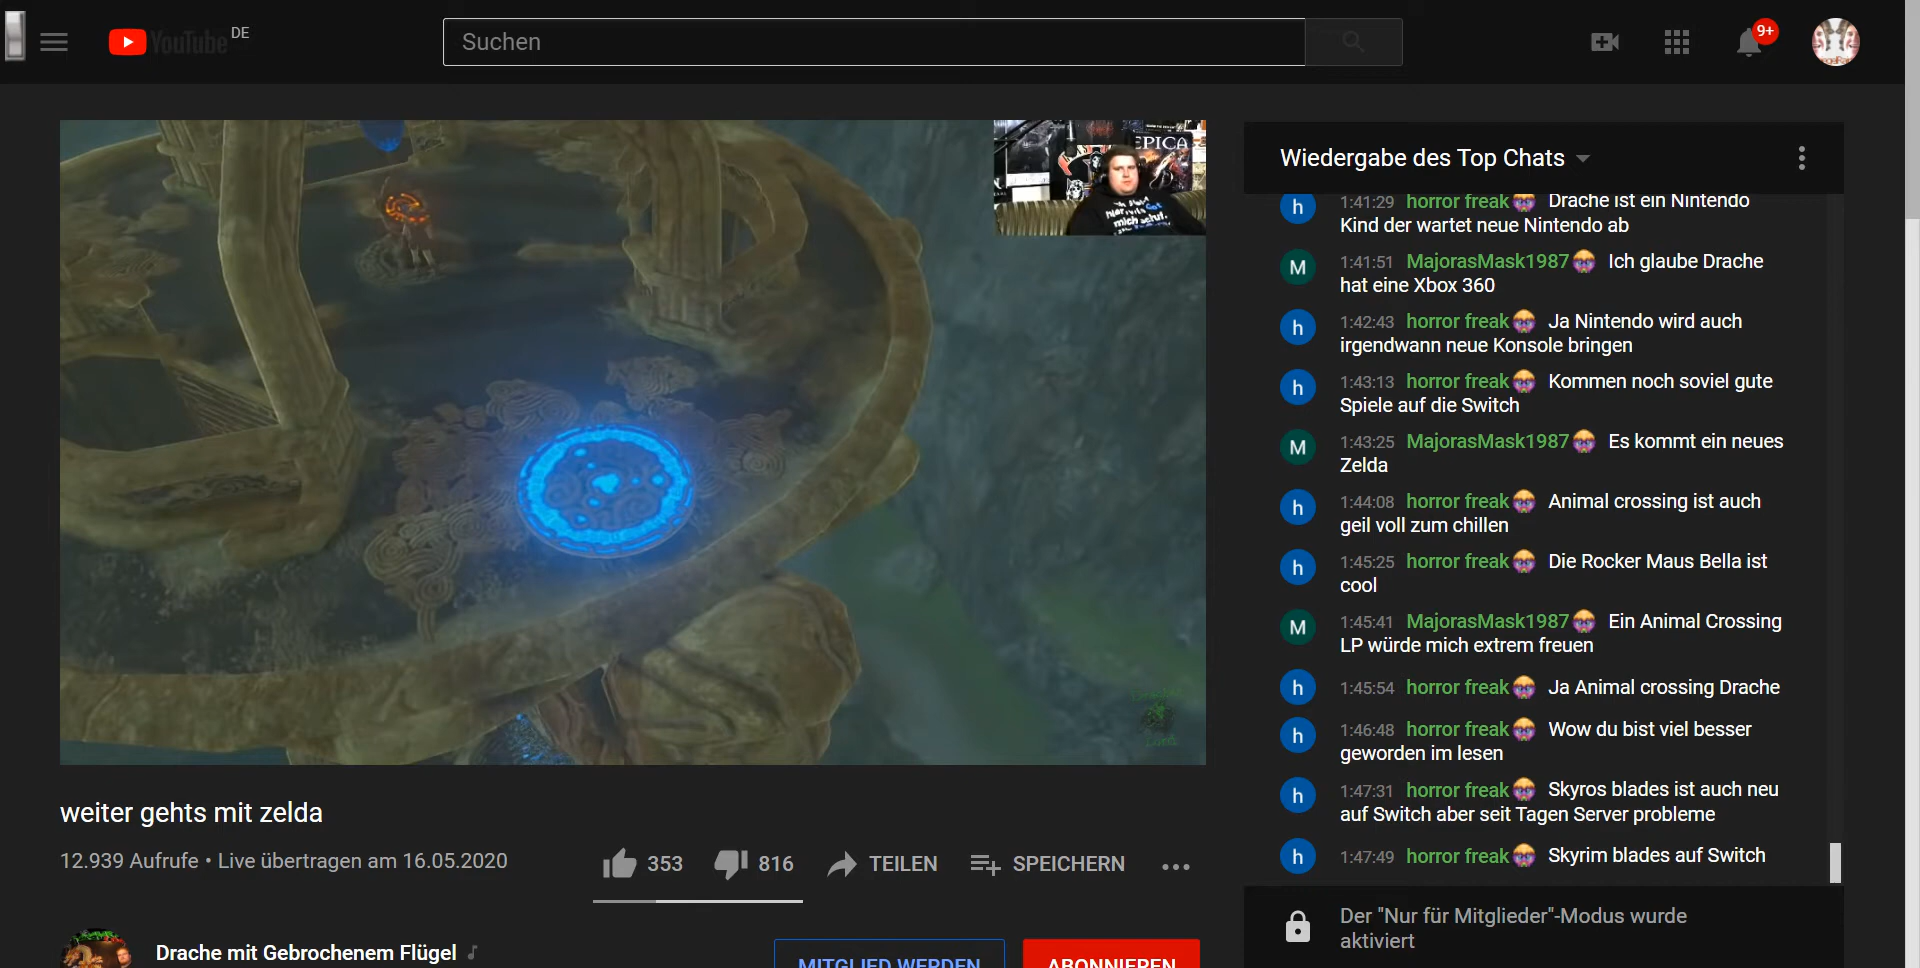 YouTube DE
Suchen
9+
EPICA
Wiedergabe des Top Chats
h 1:41:29 horror freak Drache ist ein Nintendo
Kind der wartet neue Nintendo ab
M 1:41:51 MajorasMask1987 Ich glaube Drache
hat eine Xbox 360
h 1:42:43 horror freak Ja Nintendo wird auch
irgendwann neue Konsole bringen
h 1:43:13 horror freak Kommen noch soviel gute
Spiele auf die Switch
M 1:43:25 MajorasMask1987 Es kommt ein neues
Zelda
h 1:44:08 horror freak Animal crossing ist auch
geil voll zum chillen
h 1:45:25 horror freak Die Rocker Maus Bella ist
cool
M 1:45:41 MajorasMask1987 Ein Animal Crossing
LP würde mich extrem freuen
h 1:45:54 horror freak Ja Animal crossing Drache
h 1:46:48 horror freak Wow du bist viel besser
geworden im lesen
h 1:47:31 horror freak Skyros blades ist auch neu
auf Switch aber seit Tagen Server probleme
h 1:47:49 horror freak Skyrim blades auf Switch
Der "Nur für Mitglieder"-Modus wurde
aktiviert
weiter gehts mit zelda
12.939 Aufrufe • Live übertragen am 16.05.2020
353 816 TEILEN SPEICHERN
Drache mit Gebrochenem Flügel
MITGLIED WERDEN ABONNIEREN